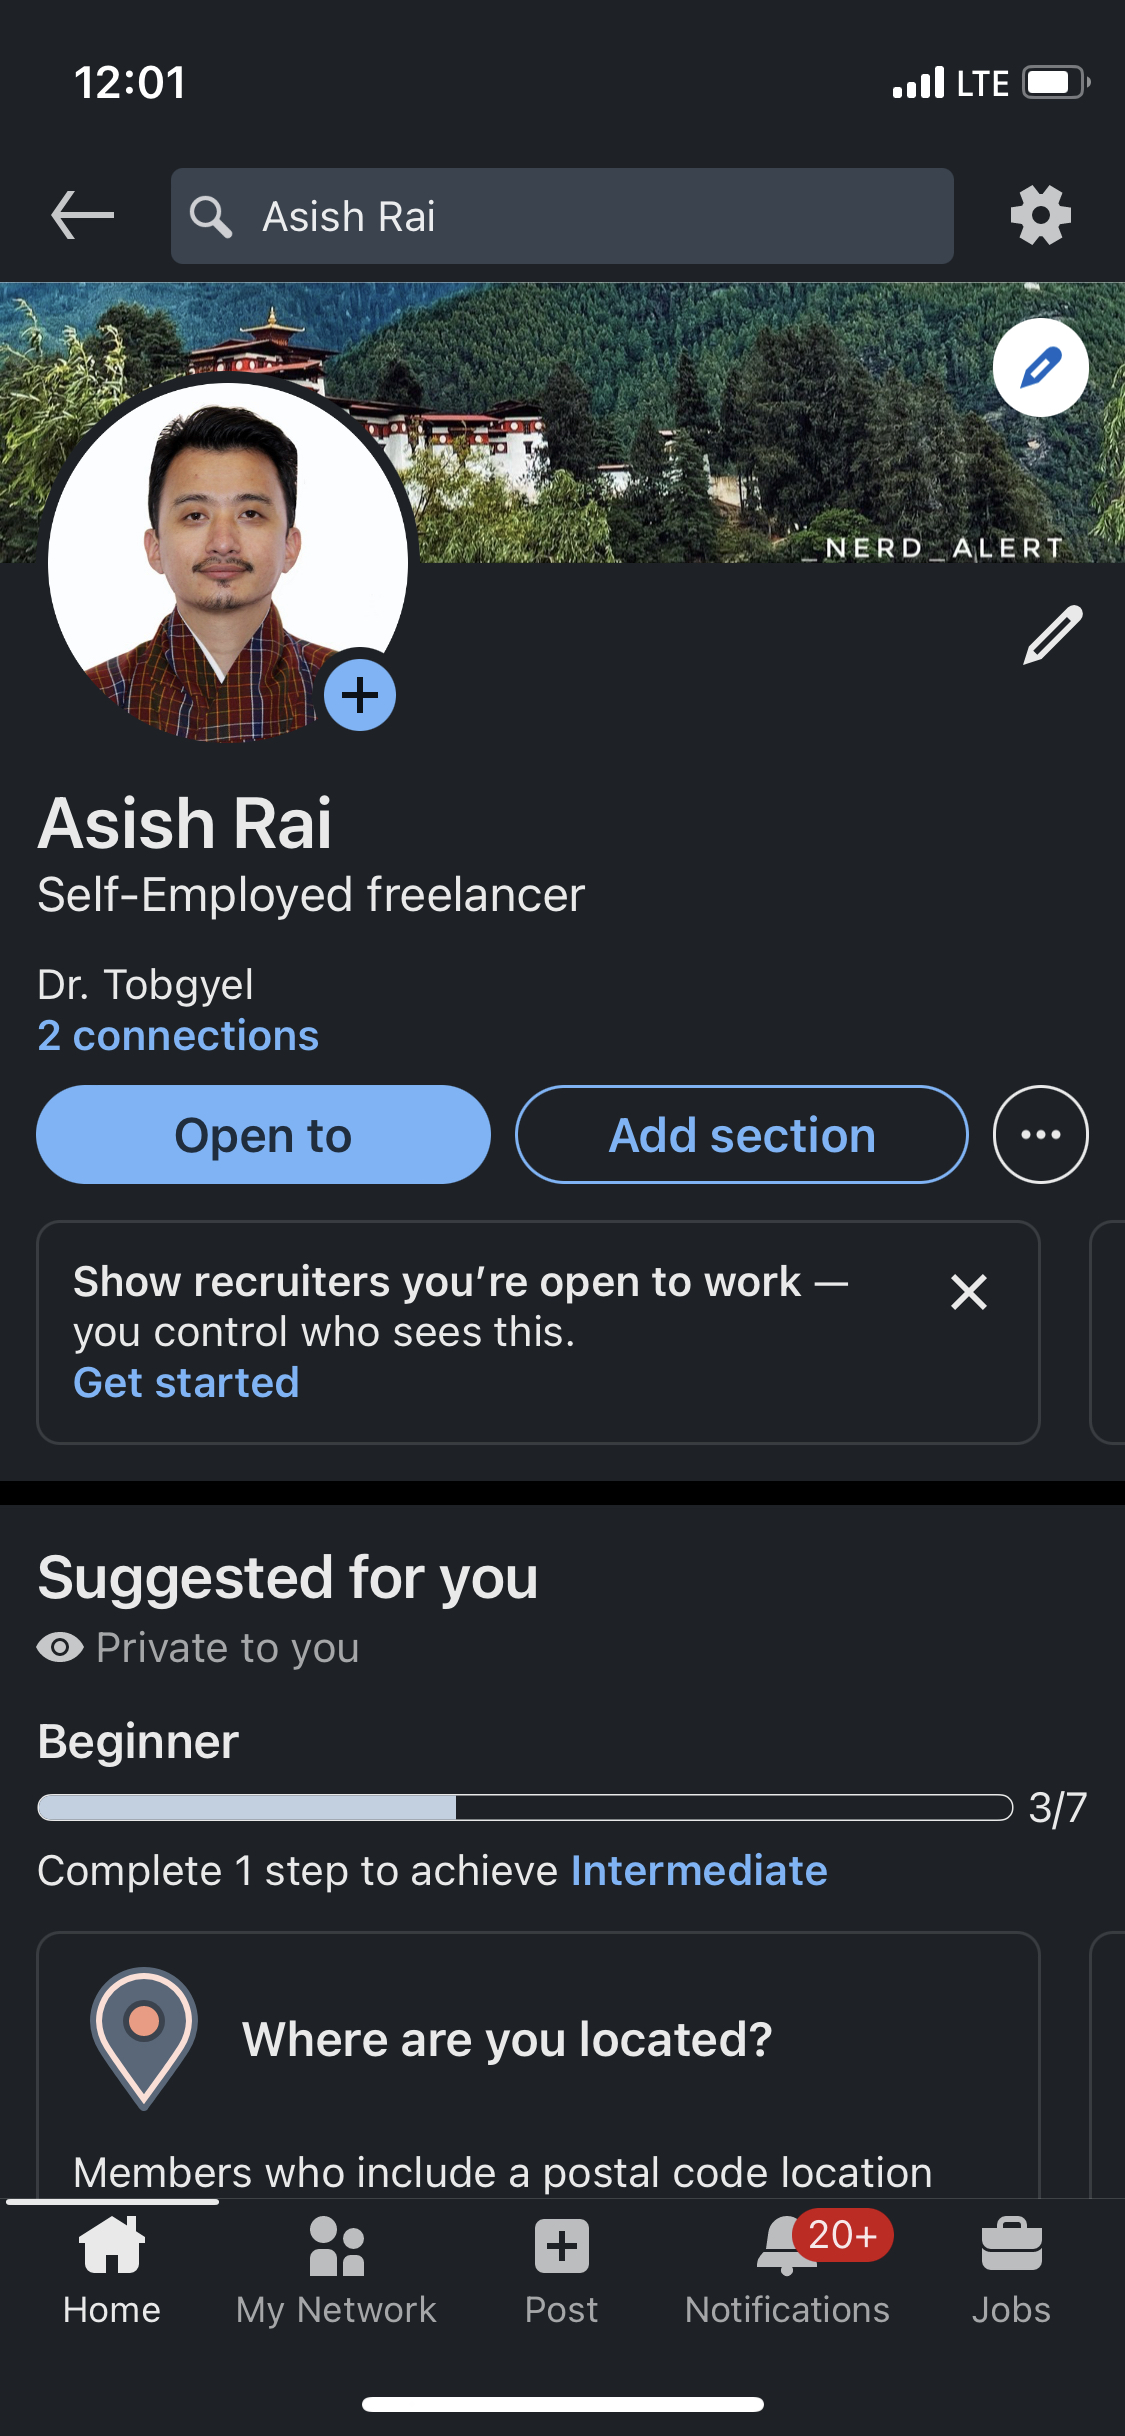 12:01
LTE
Asish Rai
_NERD_ALERT
Asish Rai
Self-Employed freelancer
Dr. Tobgyel
2 connections
Open to
Add section
Show recruiters you’re open to work —
you control who sees this.
Get started
Suggested for you
Private to you
Beginner
3/7
Complete 1 step to achieve Intermediate
Where are you located?
Members who include a postal code location
20+
Home
My Network
Post
Notifications
Jobs